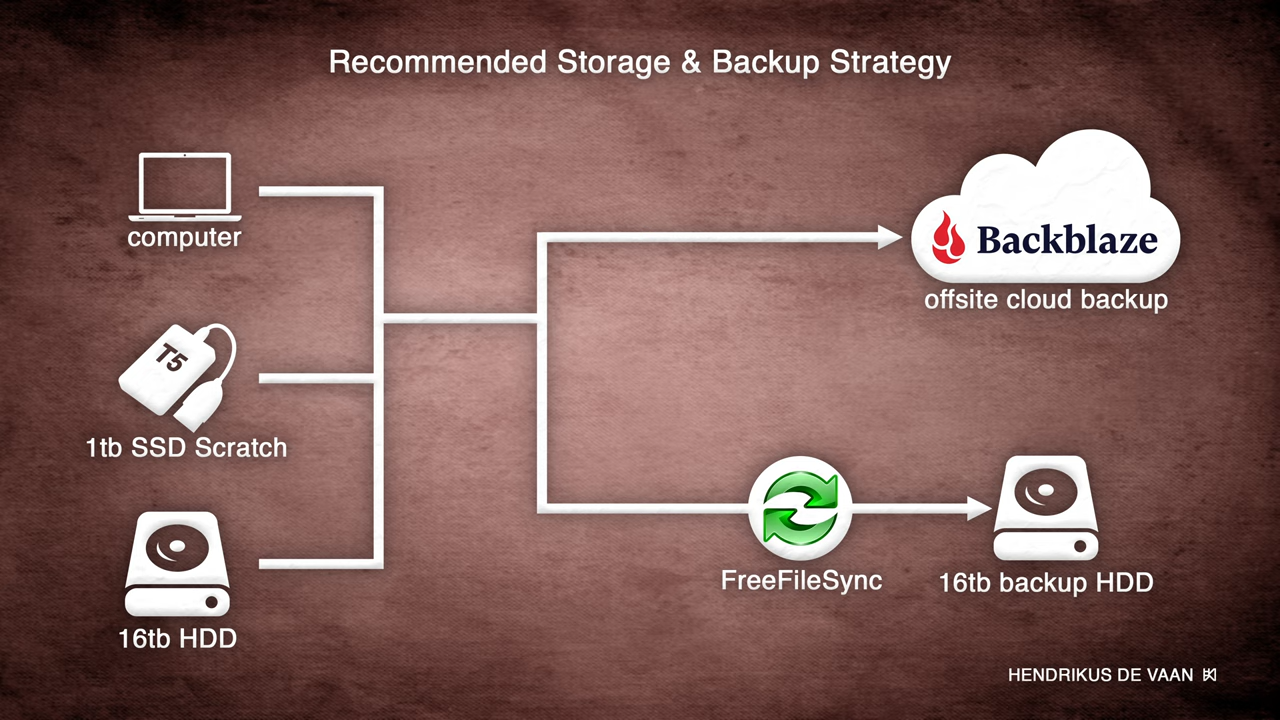 Recommended Storage & Backup Strategy
computer
T5
1tb SSD Scratch
16tb HDD
Backblaze
offsite cloud backup
FreeFileSync
16tb backup HDD
HENDRIKUS DE VAAN